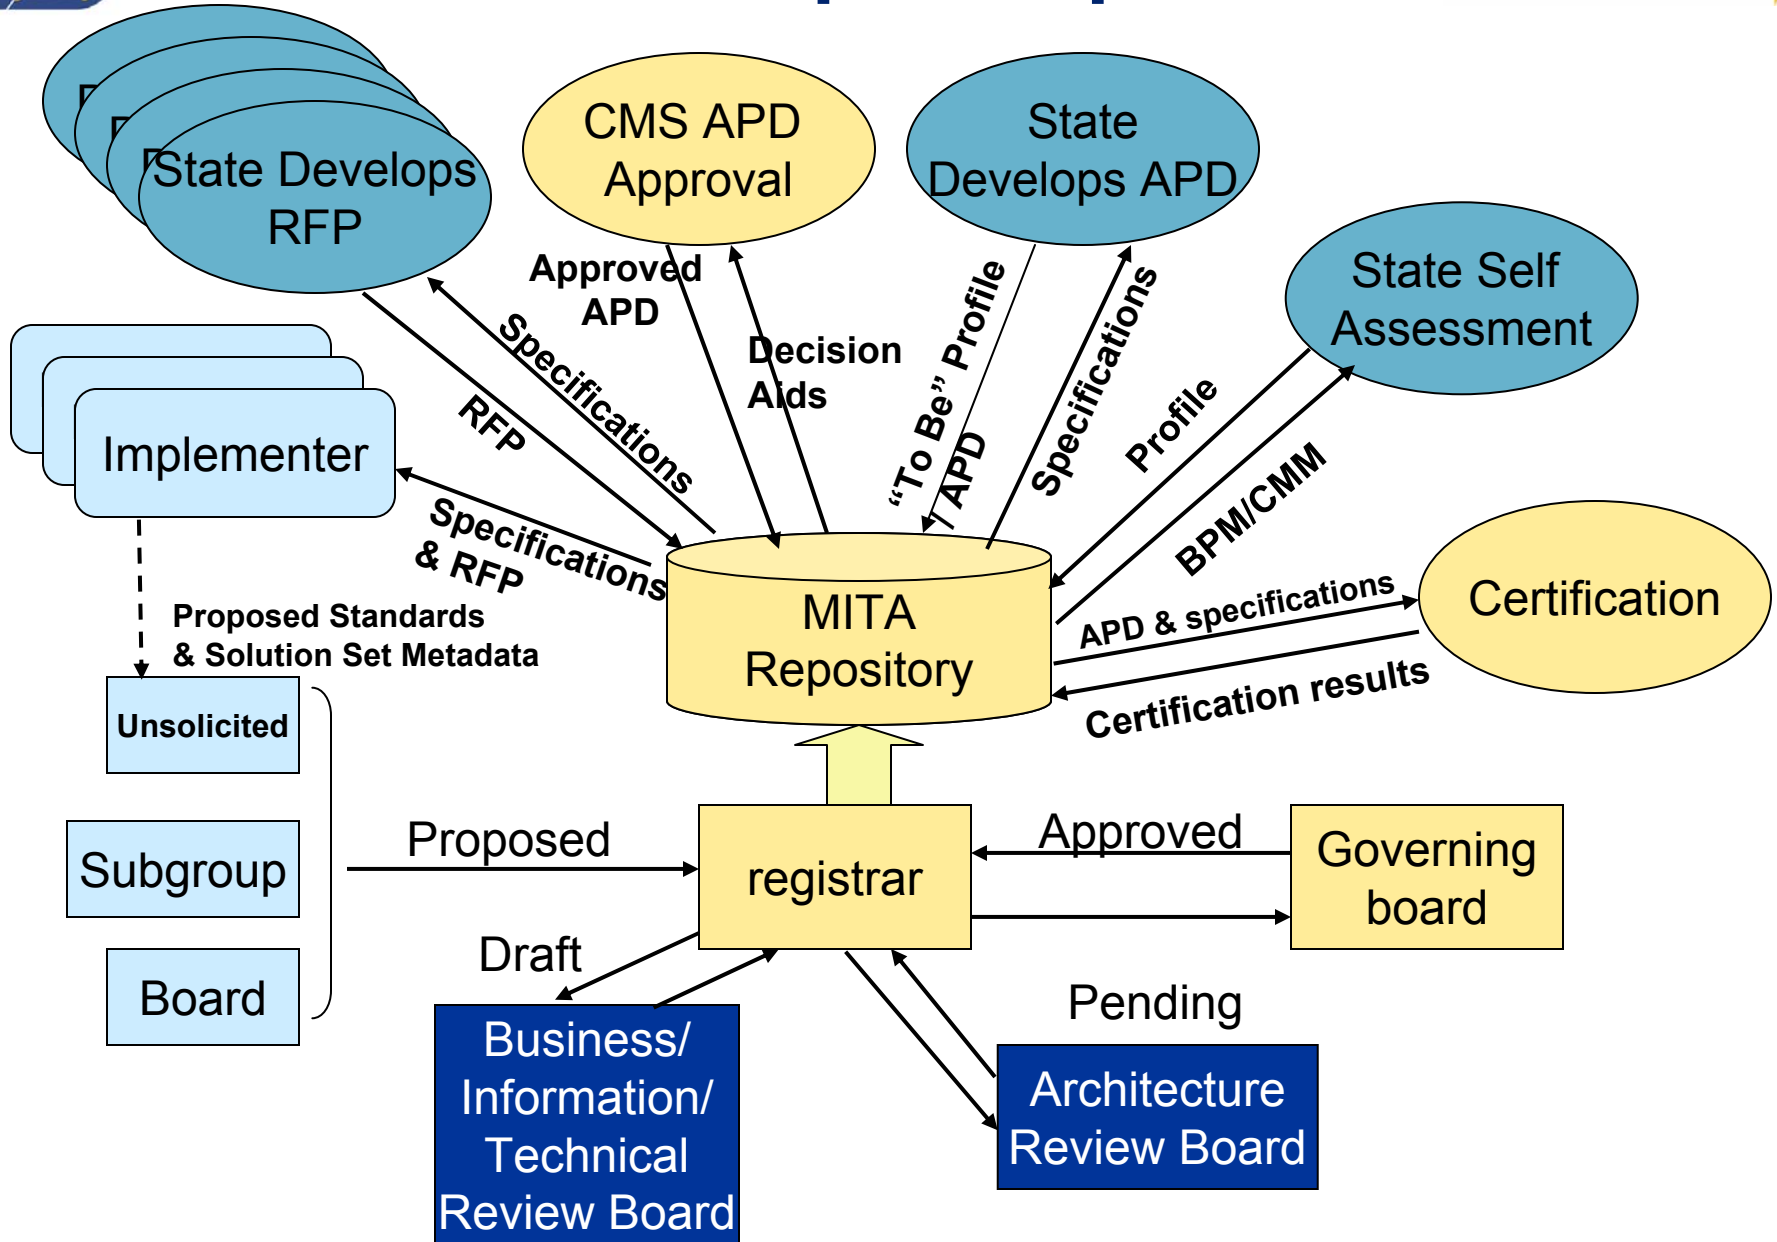 State Develops
RFP
CMS APD
Approval
State
Develops APD
State Self
Assessment
Approved
APD
Decision
Aids
"To Be" Profile
/ APD
Specifications
Specifications
RFP
Profile
BPM/CMM
Implementer
Specifications
& RFP
Proposed Standards
& Solution Set Metadata
MITA
Repository
APD & specifications
Certification results
Certification
Unsolicited
Subgroup
Board
Proposed
registrar
Approved
Governing
board
Draft
Pending
Business/
Information/
Technical
Review Board
Architecture
Review Board